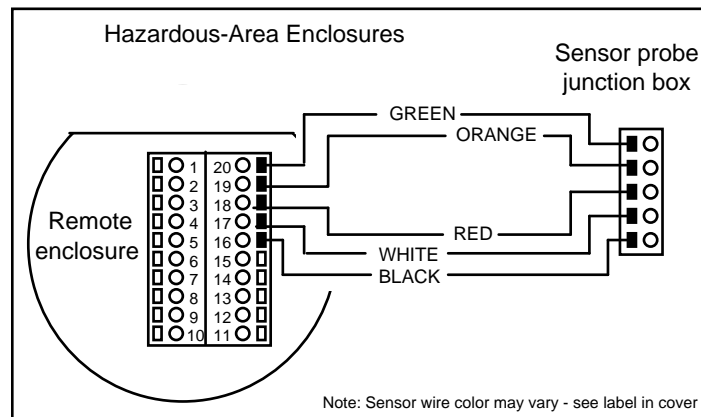 Hazardous-Area Enclosures
Sensor probe
junction box
GREEN
ORANGE
1 20
2 19
3 18
4 17
5 16
6 15
7 14
8 13
9 12
10 11
Remote
enclosure
RED
WHITE
BLACK
Note: Sensor wire color may vary - see label in cover